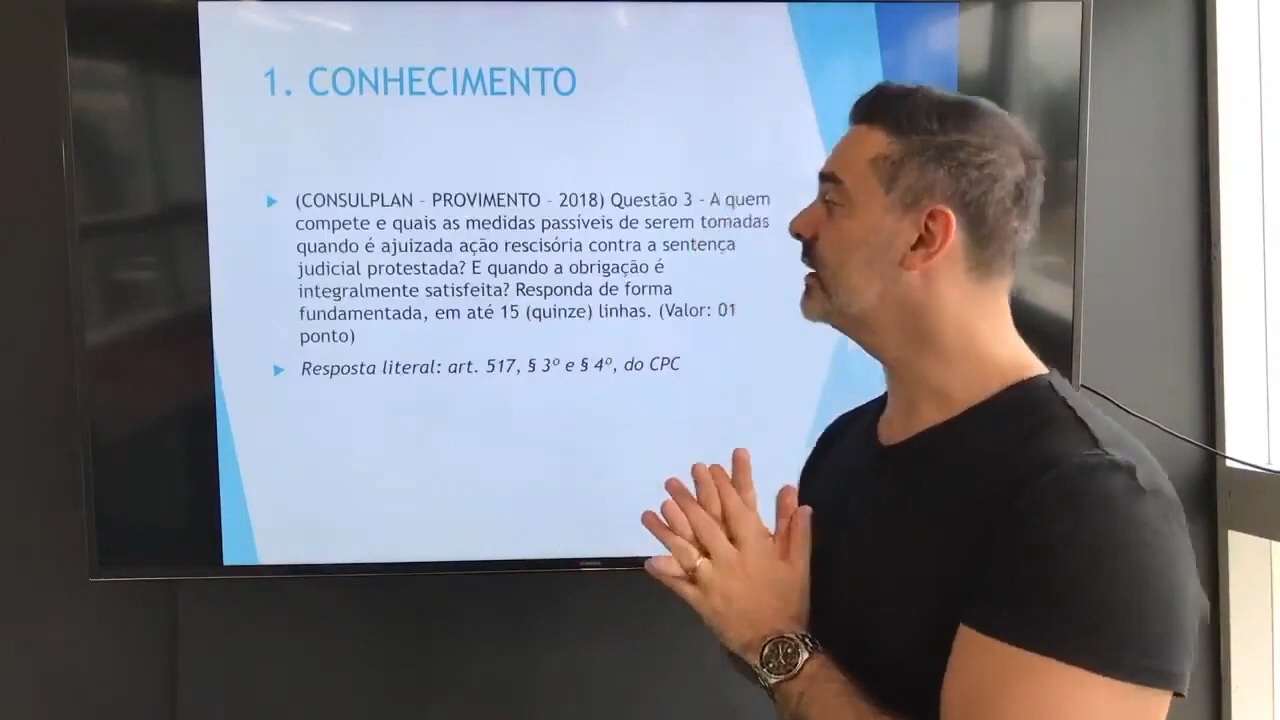 1. CONHECIMENTO
(CONSULPLAN – PROVIMENTO – 2018) Questão 3 - A quem
compete e quais as medidas passíveis de serem tomadas
quando é ajuizada ação rescisória contra a sentença
judicial protestada? E quando a obrigação é
integralmente satisfeita? Responda de forma
fundamentada, em até 15 (quinze) linhas. (Valor: 01
ponto)
Resposta literal: art. 517, § 3º e § 4º, do CPC